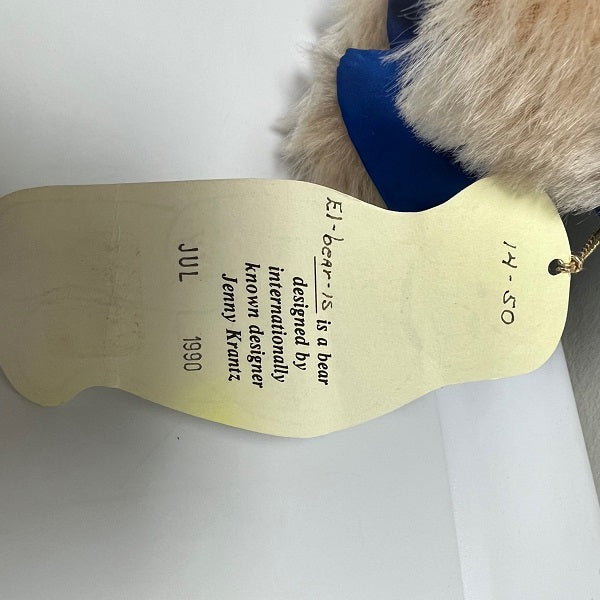 14-50
El-bear-is is a bear
designed by
internationally
known designer
Jenny Krantz
JUL 1990